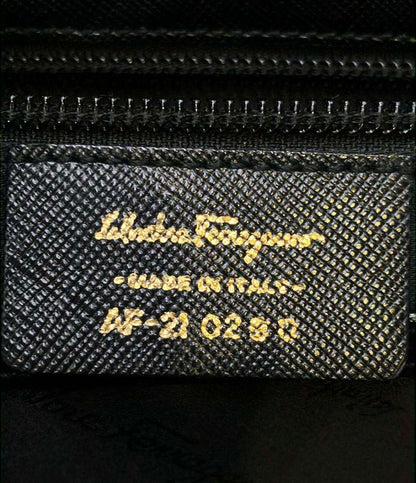 Salvatore Ferragamo
-MADE IN ITALY-
AF-21 0280